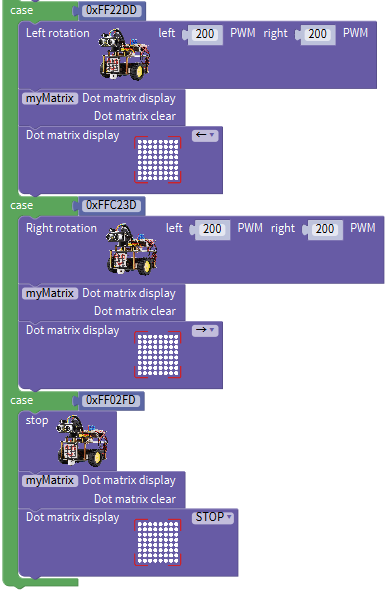 case 0xFF22DD
Left rotation left 200 PWM right 200 PWM
myMatrix Dot matrix display
Dot matrix clear
Dot matrix display ←
case 0xFFC23D
Right rotation left 200 PWM right 200 PWM
myMatrix Dot matrix display
Dot matrix clear
Dot matrix display →
case 0xFF02FD
stop
myMatrix Dot matrix display
Dot matrix clear
Dot matrix display STOP